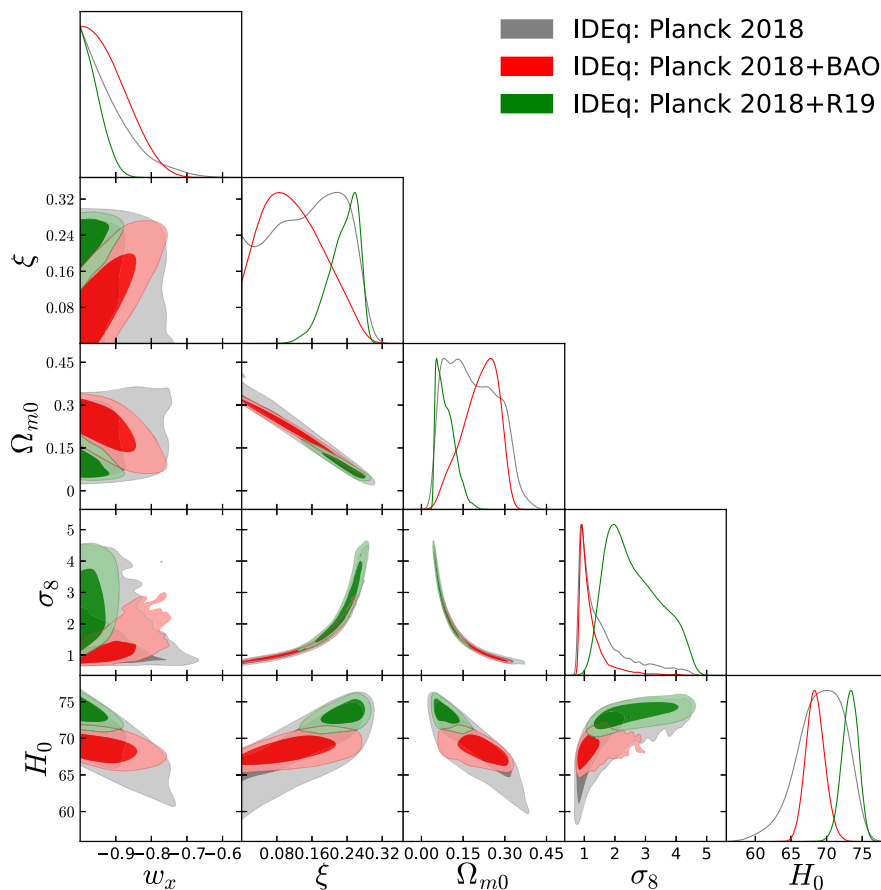 IDEq: Planck 2018
IDEq: Planck 2018+BAO
IDEq: Planck 2018+R19
0.32
0.24
0.16
0.08
ξ
0.45
0.30
0.15
0
Ω_{m0}
5
4
3
2
1
σ_8
75
70
65
60
H_0
−0.9 −0.8 −0.7 −0.6 0.08 0.16 0.24 0.32 0.00 0.15 0.30 0.45 1 2 3 4 5 60 65 70 75
w_x ξ Ω_{m0} σ_8 H_0